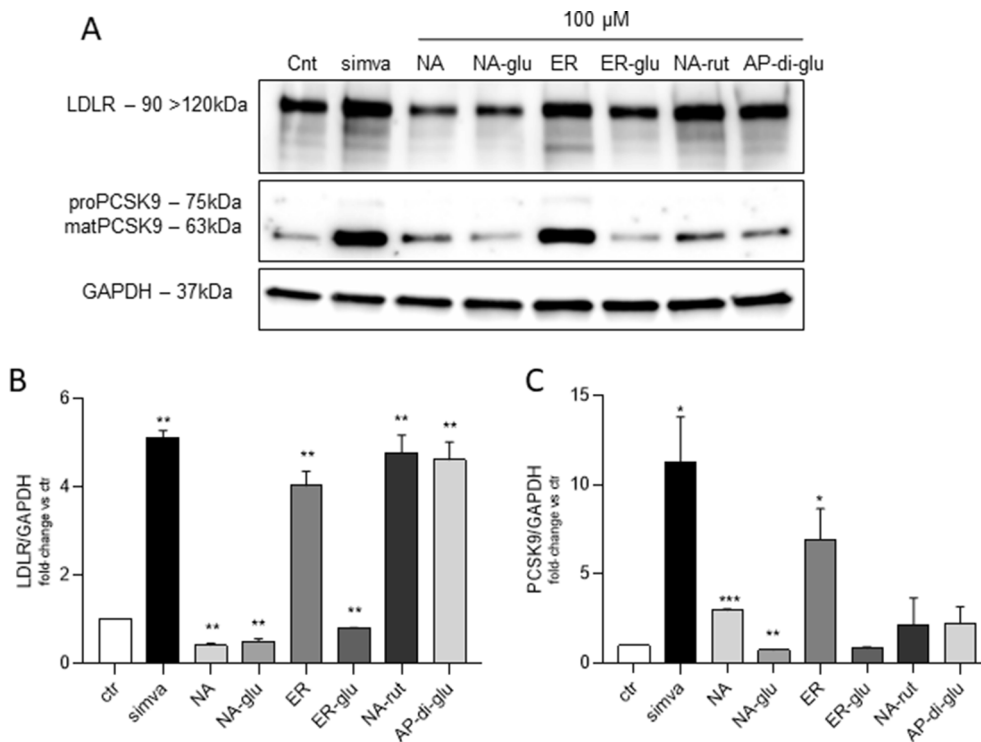 A
100 µM
Cnt simva NA NA-glu ER ER-glu NA-rut AP-di-glu
LDLR – 90 >120kDa
proPCSK9 – 75kDa
matPCSK9 – 63kDa
GAPDH – 37kDa
B
LDLR/GAPDH
fold-change vs ctr
6
4
2
0
** ** ** ** ** ** **
ctr simva NA NA-glu ER ER-glu NA-rut AP-di-glu
C
PCSK9/GAPDH
fold-change vs ctr
15
10
5
0
* *** ** *
ctr simva NA NA-glu ER ER-glu NA-rut AP-di-glu